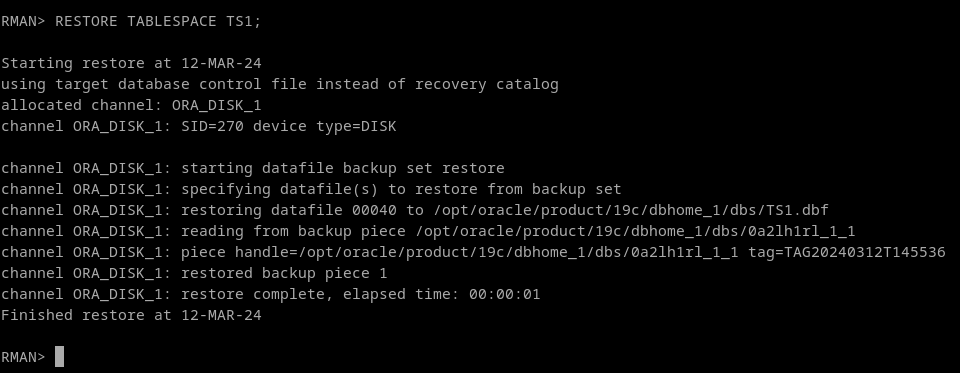 RMAN> RESTORE TABLESPACE TS1;
Starting restore at 12-MAR-24
using target database control file instead of recovery catalog
allocated channel: ORA_DISK_1
channel ORA_DISK_1: SID=270 device type=DISK
channel ORA_DISK_1: starting datafile backup set restore
channel ORA_DISK_1: specifying datafile(s) to restore from backup set
channel ORA_DISK_1: restoring datafile 00040 to /opt/oracle/product/19c/dbhome_1/dbs/TS1.dbf
channel ORA_DISK_1: reading from backup piece /opt/oracle/product/19c/dbhome_1/dbs/0a2lh1rl_1_1
channel ORA_DISK_1: piece handle=/opt/oracle/product/19c/dbhome_1/dbs/0a2lh1rl_1_1 tag=TAG20240312T145536
channel ORA_DISK_1: restored backup piece 1
channel ORA_DISK_1: restore complete, elapsed time: 00:00:01
Finished restore at 12-MAR-24
RMAN>